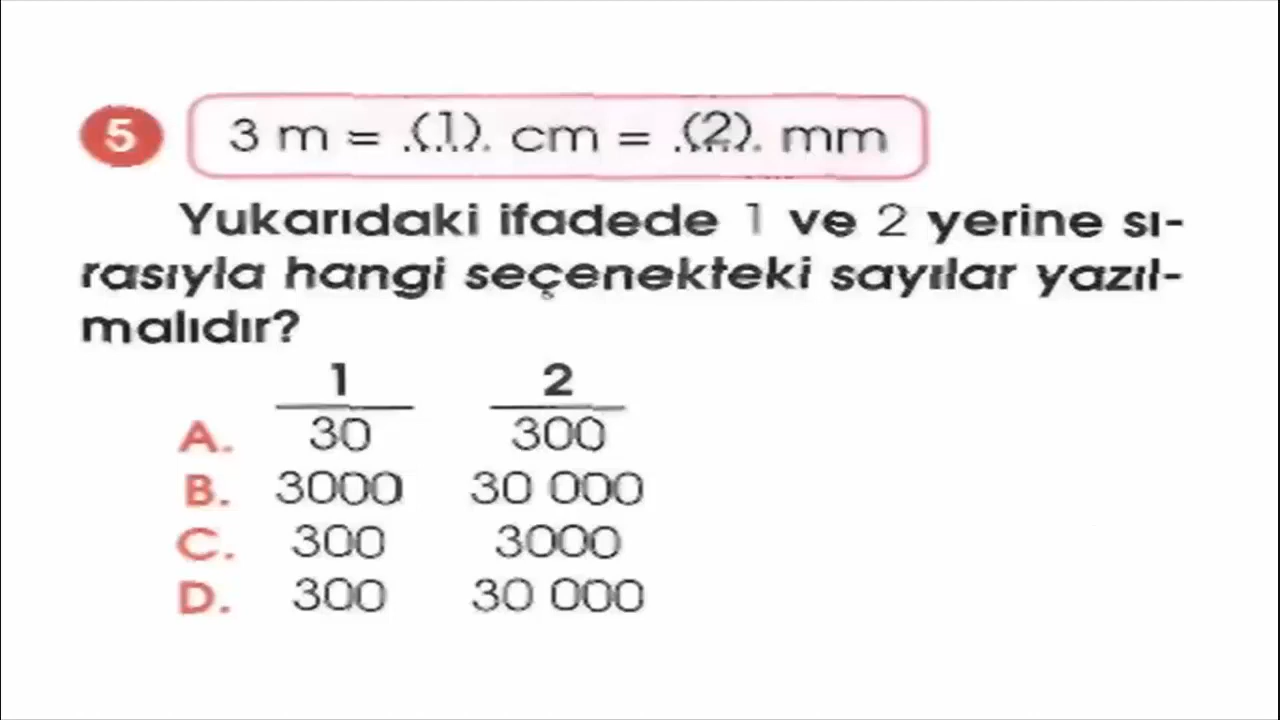 5 3 m = .(1). cm = .(2). mm
Yukarıdaki ifadede 1 ve 2 yerine sı-
rasıyla hangi seçenekteki sayılar yazıl-
malıdır?
1 2
A. 30 300
B. 3000 30 000
C. 300 3000
D. 300 30 000